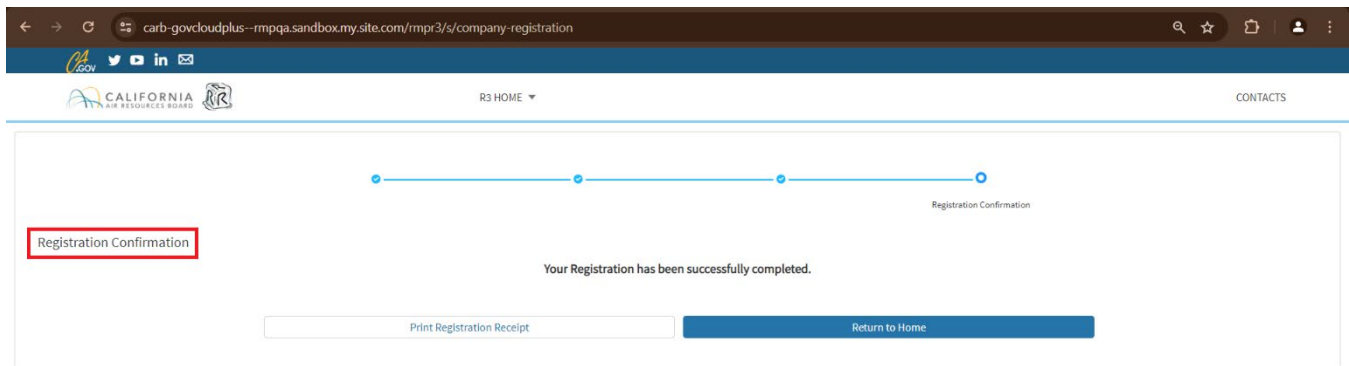 carb-govcloudplus--rmpqa.sandbox.my.site.com/rmpr3/s/company-registration
CA.GOV
CALIFORNIA
AIR RESOURCES BOARD
R3 HOME
CONTACTS
Registration Confirmation
Registration Confirmation
Your Registration has been successfully completed.
Print Registration Receipt
Return to Home